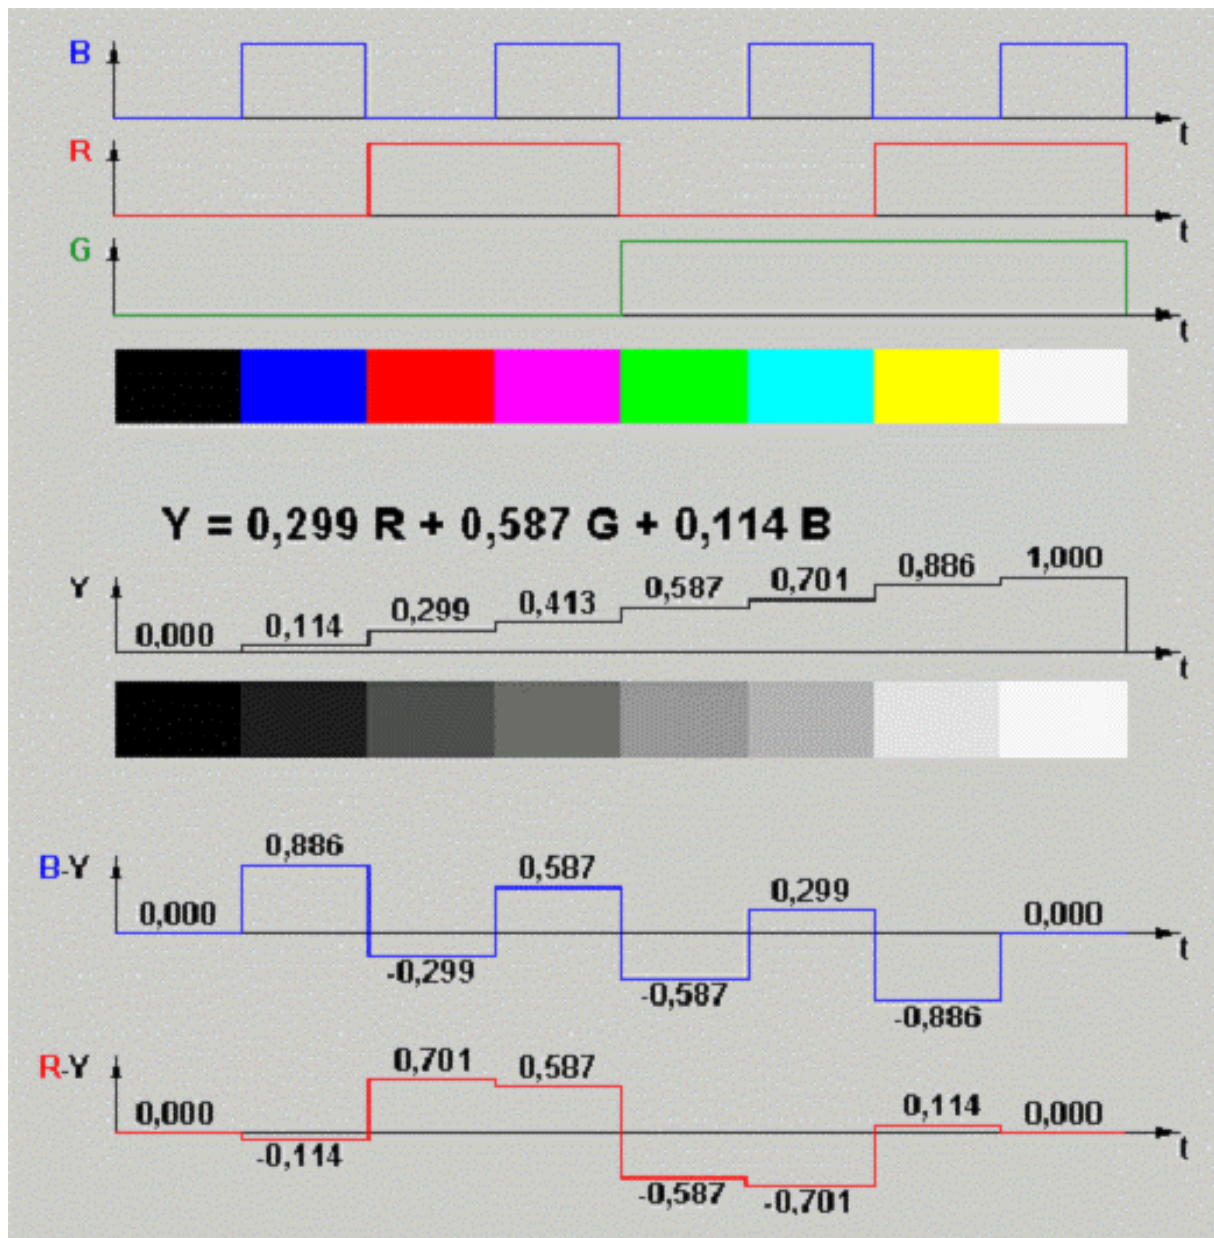 B
t
R
t
G
t
Y = 0,299 R + 0,587 G + 0,114 B
Y 0,000 0,114 0,299 0,413 0,587 0,701 0,886 1,000
t
B-Y 0,000 0,886 -0,299 0,587 -0,587 0,299 -0,886 0,000
t
R-Y 0,000 -0,114 0,701 0,587 -0,587 -0,701 0,114 0,000
t